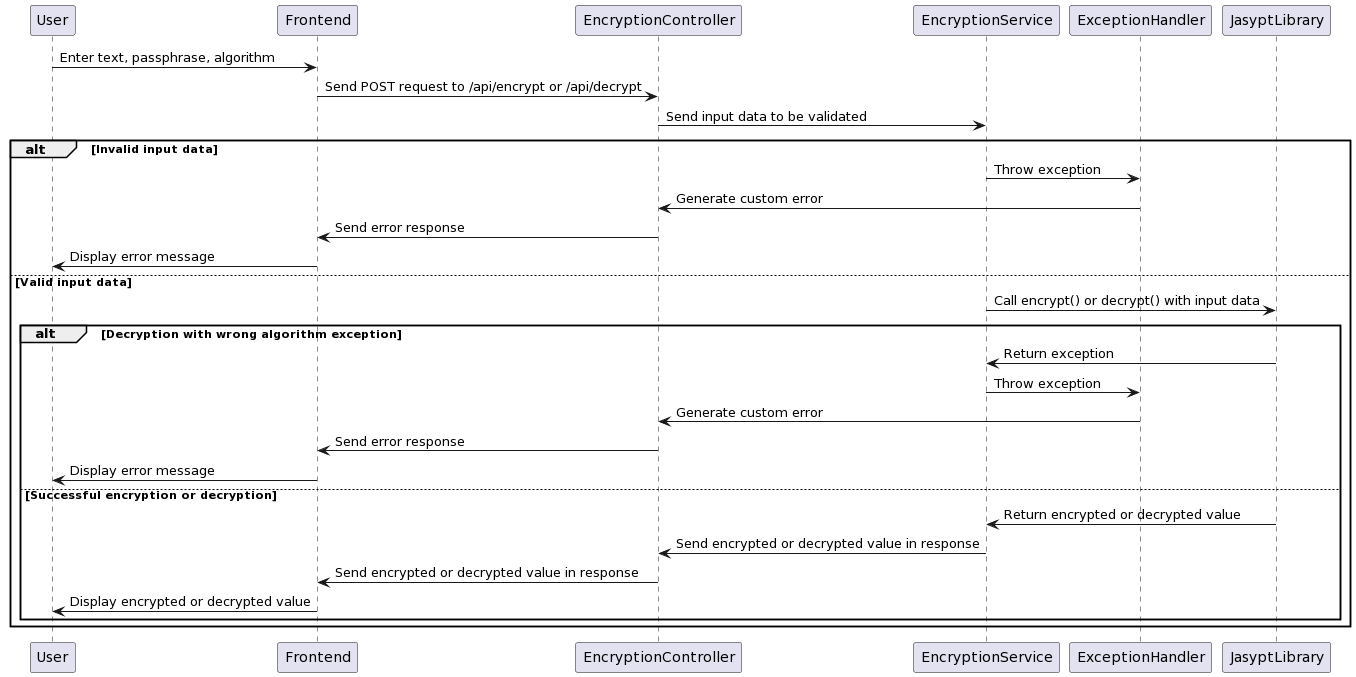 User Frontend EncryptionController EncryptionService ExceptionHandler JasyptLibrary
Enter text, passphrase, algorithm
Send POST request to /api/encrypt or /api/decrypt
Send input data to be validated
alt [Invalid input data]
Throw exception
Generate custom error
Send error response
Display error message
[Valid input data]
Call encrypt() or decrypt() with input data
alt [Decryption with wrong algorithm exception]
Return exception
Throw exception
Generate custom error
Send error response
Display error message
[Successful encryption or decryption]
Return encrypted or decrypted value
Send encrypted or decrypted value in response
Send encrypted or decrypted value in response
Display encrypted or decrypted value
User Frontend EncryptionController EncryptionService ExceptionHandler JasyptLibrary